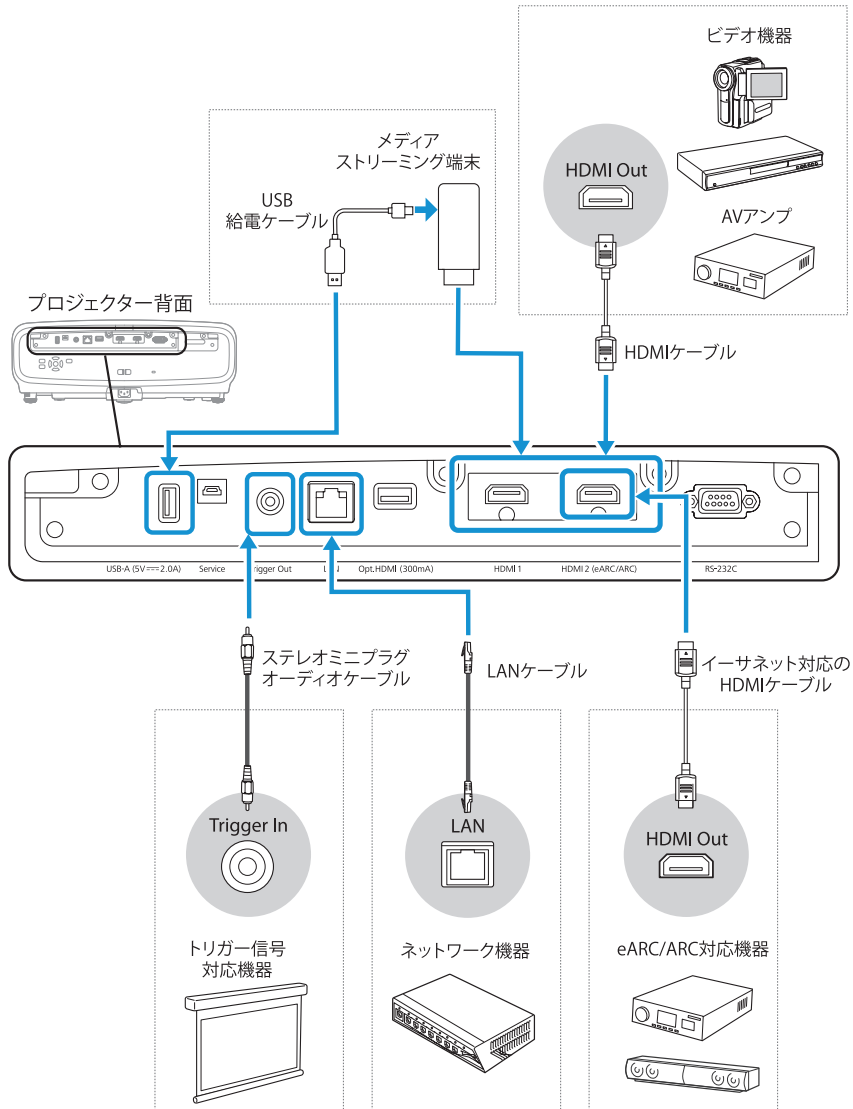 ビデオ機器
HDMI Out
AVアンプ
HDMIケーブル
メディア
ストリーミング端末
USB
給電ケーブル
プロジェクター背面
USB-A (5V ⎓ 2.0A)
Service
Trigger Out
LAN
Opt.HDMI (300mA)
HDMI 1
HDMI 2 (eARC/ARC)
RS-232C
ステレオミニプラグ
オーディオケーブル
LANケーブル
イーサネット対応の
HDMIケーブル
Trigger In
LAN
HDMI Out
トリガー信号
対応機器
ネットワーク機器
eARC/ARC対応機器